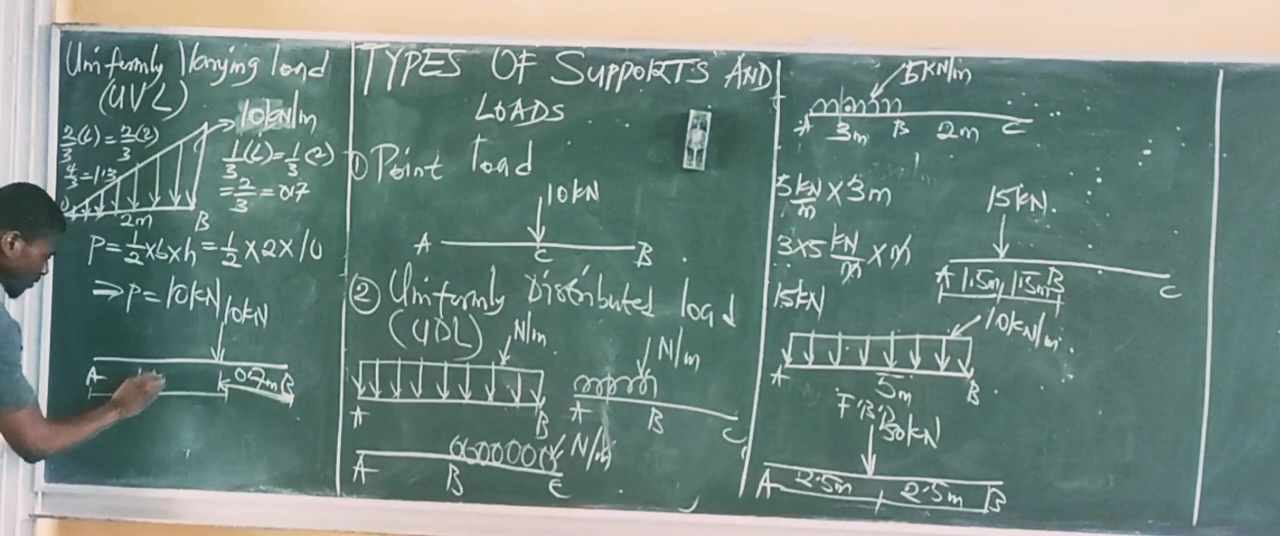 Uniformly Varying load
(UVL)
10kN/m
2/3(L) = 2/3(2)
4/3 = 1.3
1/3(L) = 1/3(2)
= 2/3 = 0.7
2m
B
P = 1/2 x b x h = 1/2 x 2 x 10
⇒ P = 10kN
10kN
A
0.7m B
TYPES OF SUPPORTS AND
LOADS
① Point load
10kN
A
C
B
② Uniformly Distributed load
(UDL)
N/m
N/m
A
B
A
B
C
N/m
A
B
C
5kN/m
A 3m B 2m C
5 kN/m x 3m
3x5 kN/m x m
15kN
15kN.
A 1.5m 1.5m B
C
10kN/m.
A
5m
B
F.B.D
50kN
A 2.5m 2.5m B